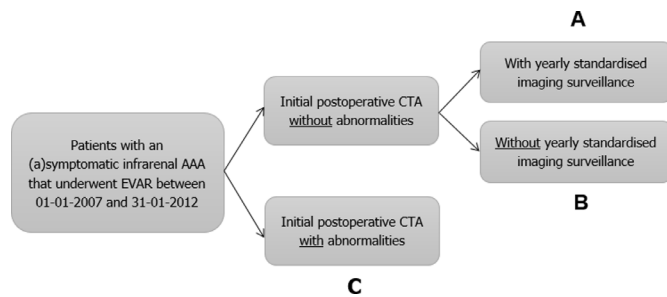 A
With yearly standardised
imaging surveillance
Initial postoperative CTA
without abnormalities
Patients with an
(a)symptomatic infrarenal AAA
that underwent EVAR between
01-01-2007 and 31-01-2012
Without yearly standardised
imaging surveillance
B
Initial postoperative CTA
with abnormalities
C